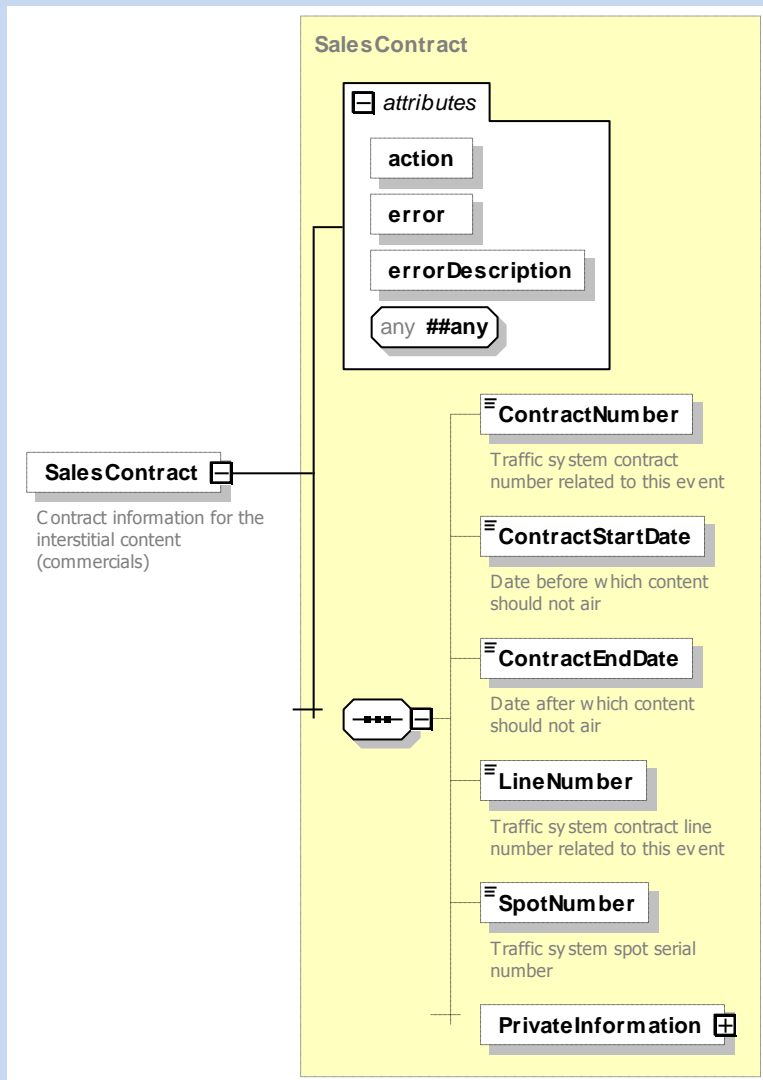 SalesContract
attributes
action
error
errorDescription
any ##any
ContractNumber
Traffic system contract
number related to this event
SalesContract
Contract information for the
interstitial content
(commercials)
ContractStartDate
Date before which content
should not air
ContractEndDate
Date after which content
should not air
LineNumber
Traffic system contract line
number related to this event
SpotNumber
Traffic system spot serial
number
PrivateInformation